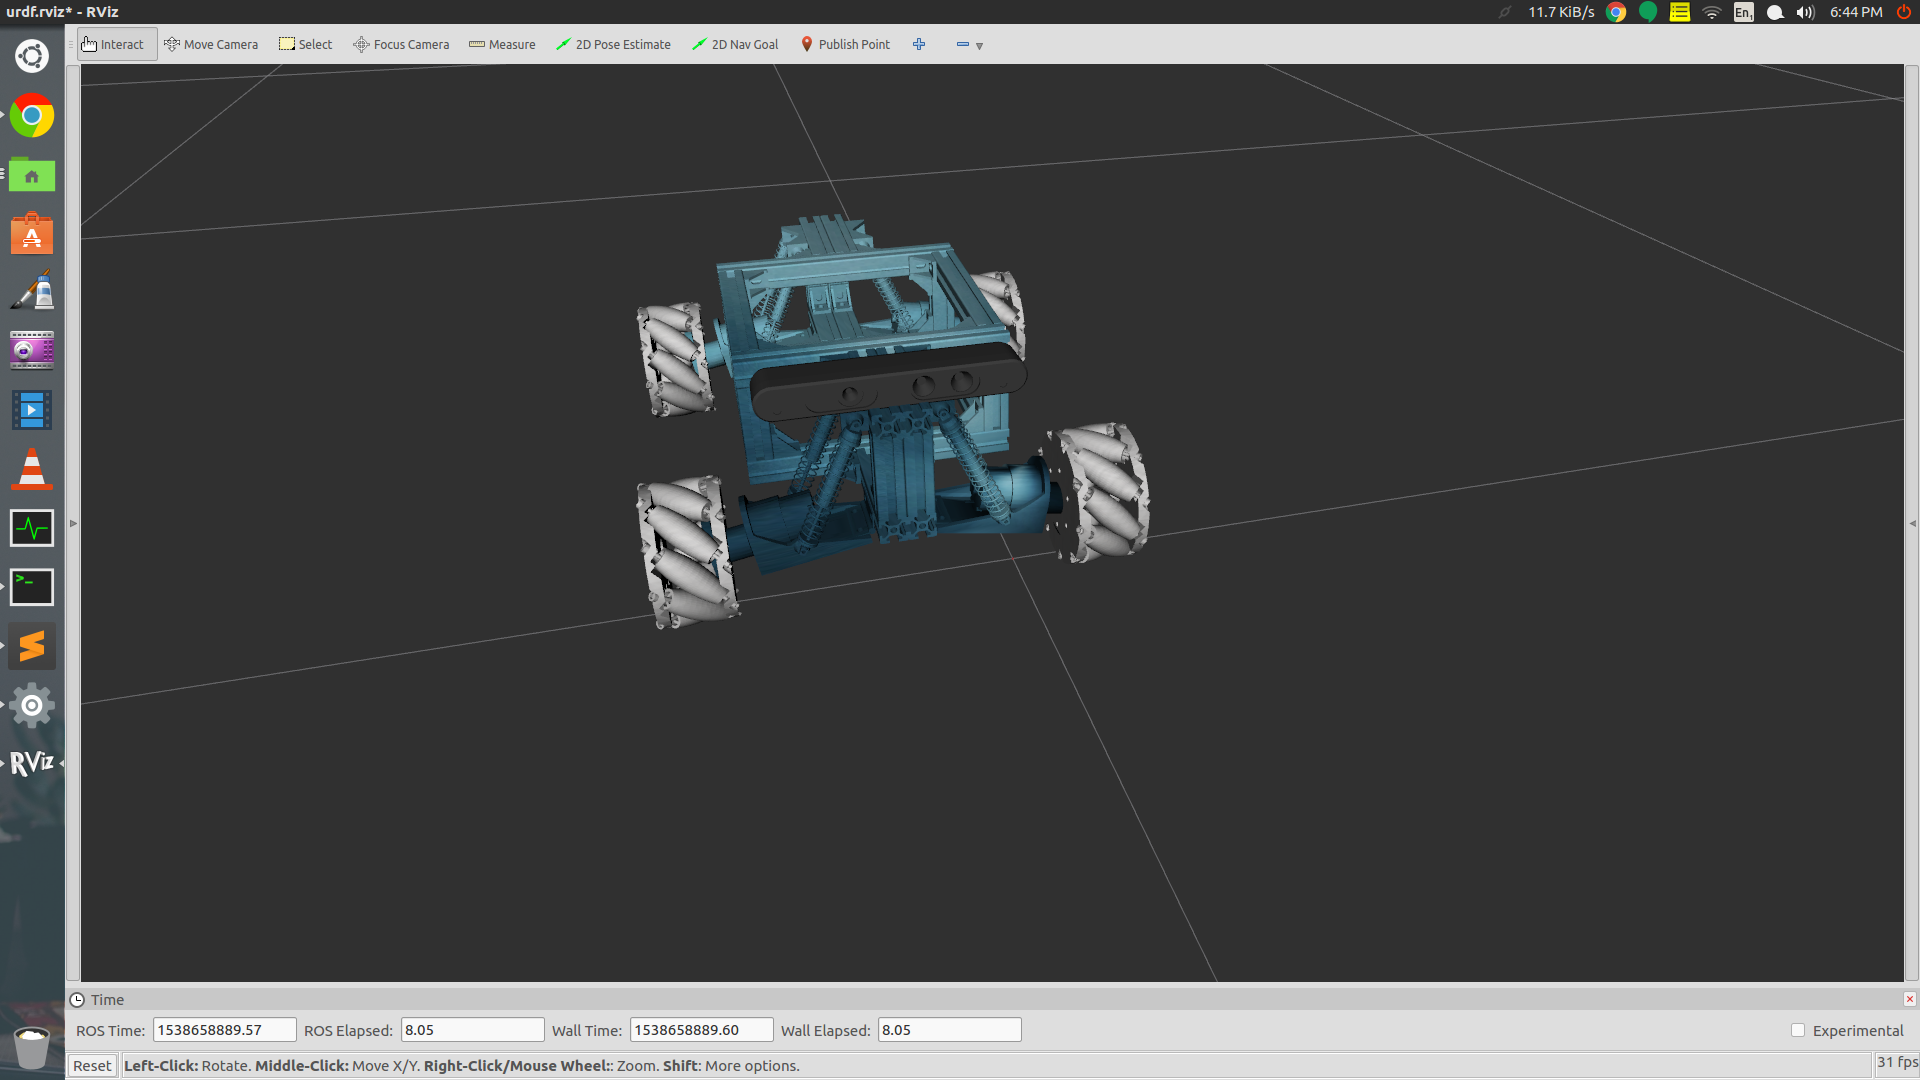 urdf.rviz* - RViz
11.7 KiB/s
En1
6:44 PM
Interact
Move Camera
Select
Focus Camera
Measure
2D Pose Estimate
2D Nav Goal
Publish Point
RViz
Time
ROS Time: 1538658889.57 ROS Elapsed: 8.05 Wall Time: 1538658889.60 Wall Elapsed: 8.05 Experimental
Reset Left-Click: Rotate. Middle-Click: Move X/Y. Right-Click/Mouse Wheel:: Zoom. Shift: More options. 31 fps